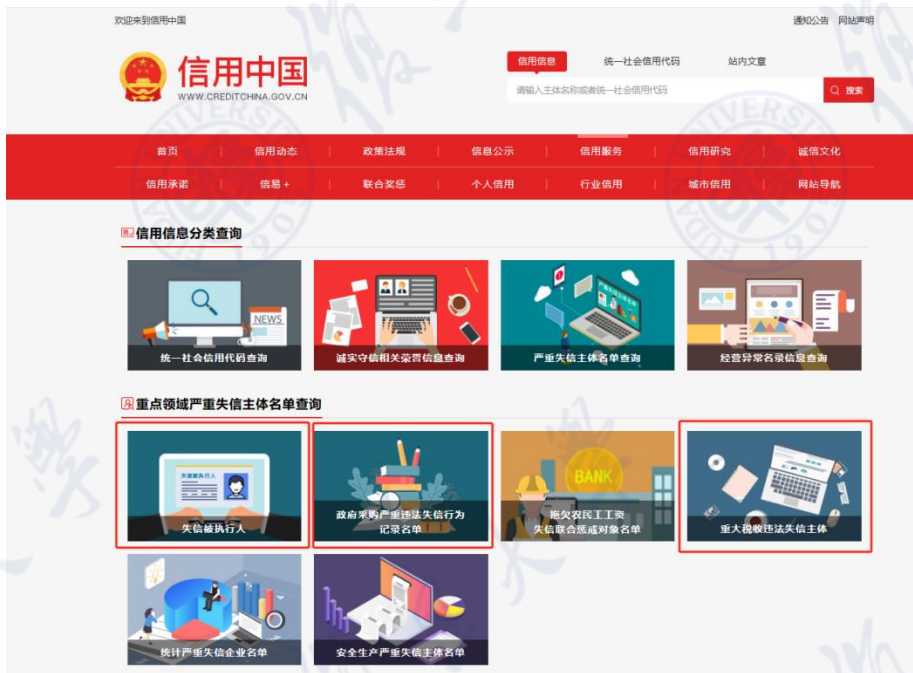 欢迎来到信用中国
通知公告 网站声明
信用中国
WWW.CREDITCHINA.GOV.CN
信用信息 统一社会信用代码 站内文章
请输入主体名称或者统一社会信用代码 搜索
首页 信用动态 政策法规 信息公示 信用服务 信用研究 诚信文化
信用承诺 信易+ 联合奖惩 个人信用 行业信用 城市信用 网站导航
信用信息分类查询
NEWS
严重失信主体名单
统一社会信用代码查询 诚实守信相关荣誉信息查询 严重失信主体名单查询 经营异常名录信息查询
重点领域严重失信主体名单查询
失信被执行人
BANK
失信被执行人
政府采购严重违法失信行为
记录名单
拖欠农民工工资
失信联合惩戒对象名单
重大税收违法失信主体
统计严重失信企业名单 安全生产严重失信主体名单